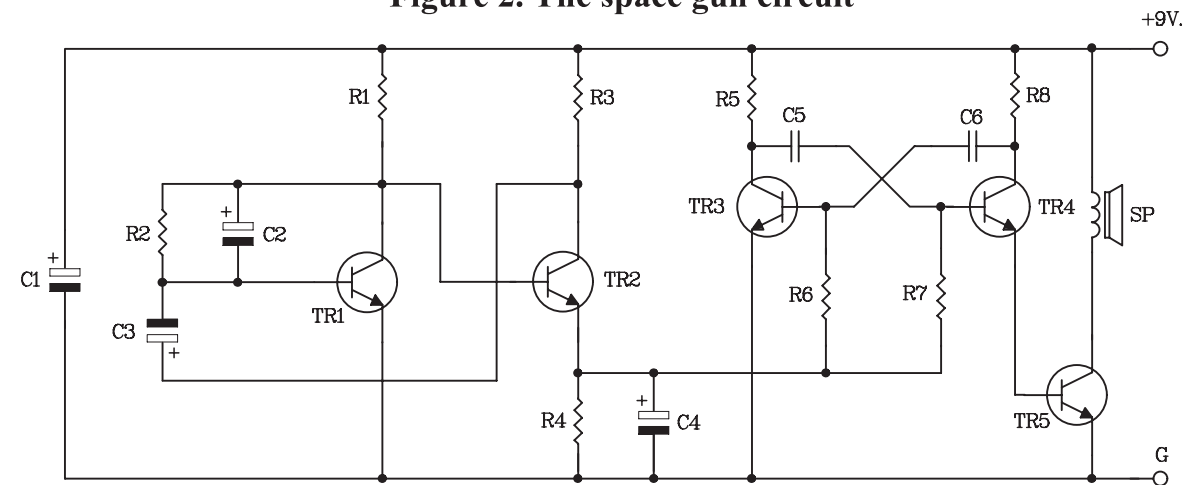 Figure 2. The space gun circuit
+9V.
R1
R3
R5
R8
C5
C6
TR3
TR4
SP
R2
+
C2
C1
+
TR1
TR2
R6
R7
C3
+
R4
+
C4
TR5
G